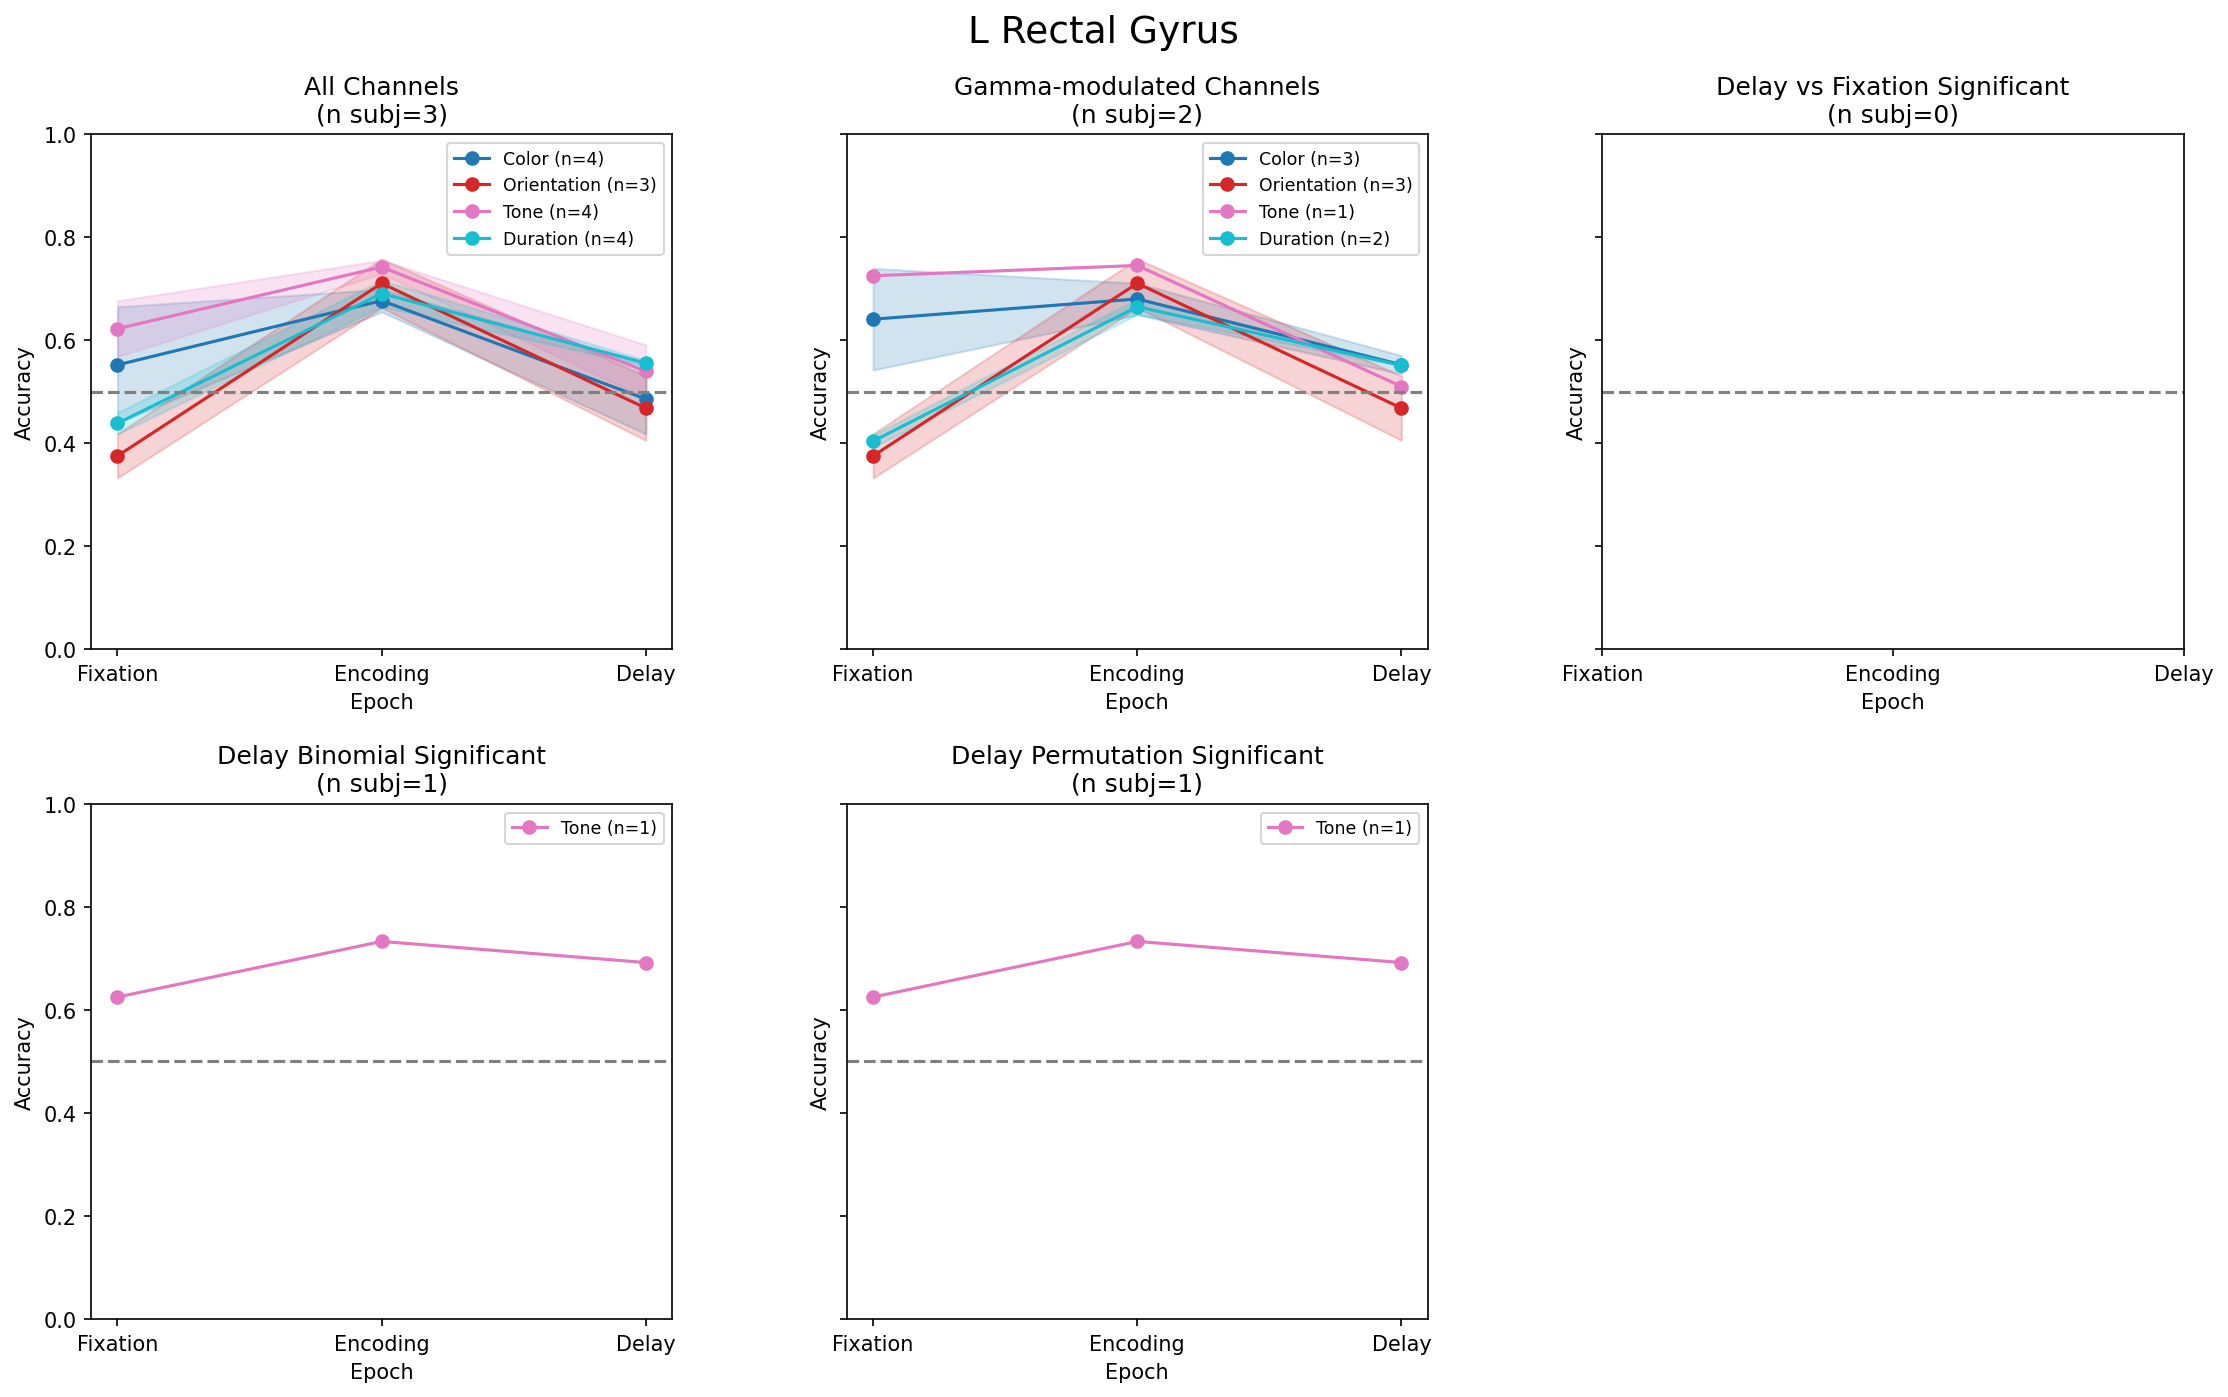 L Rectal Gyrus
All Channels
(n subj=3)
1.0
0.8
0.6
0.4
0.2
0.0
Accuracy
Color (n=4)
Orientation (n=3)
Tone (n=4)
Duration (n=4)
Fixation Encoding Delay
Epoch
Gamma-modulated Channels
(n subj=2)
Accuracy
Color (n=3)
Orientation (n=3)
Tone (n=1)
Duration (n=2)
Fixation Encoding Delay
Epoch
Delay vs Fixation Significant
(n subj=0)
Accuracy
Fixation Encoding Delay
Epoch
Delay Binomial Significant
(n subj=1)
1.0
0.8
0.6
0.4
0.2
0.0
Accuracy
Tone (n=1)
Fixation Encoding Delay
Epoch
Delay Permutation Significant
(n subj=1)
Accuracy
Tone (n=1)
Fixation Encoding Delay
Epoch